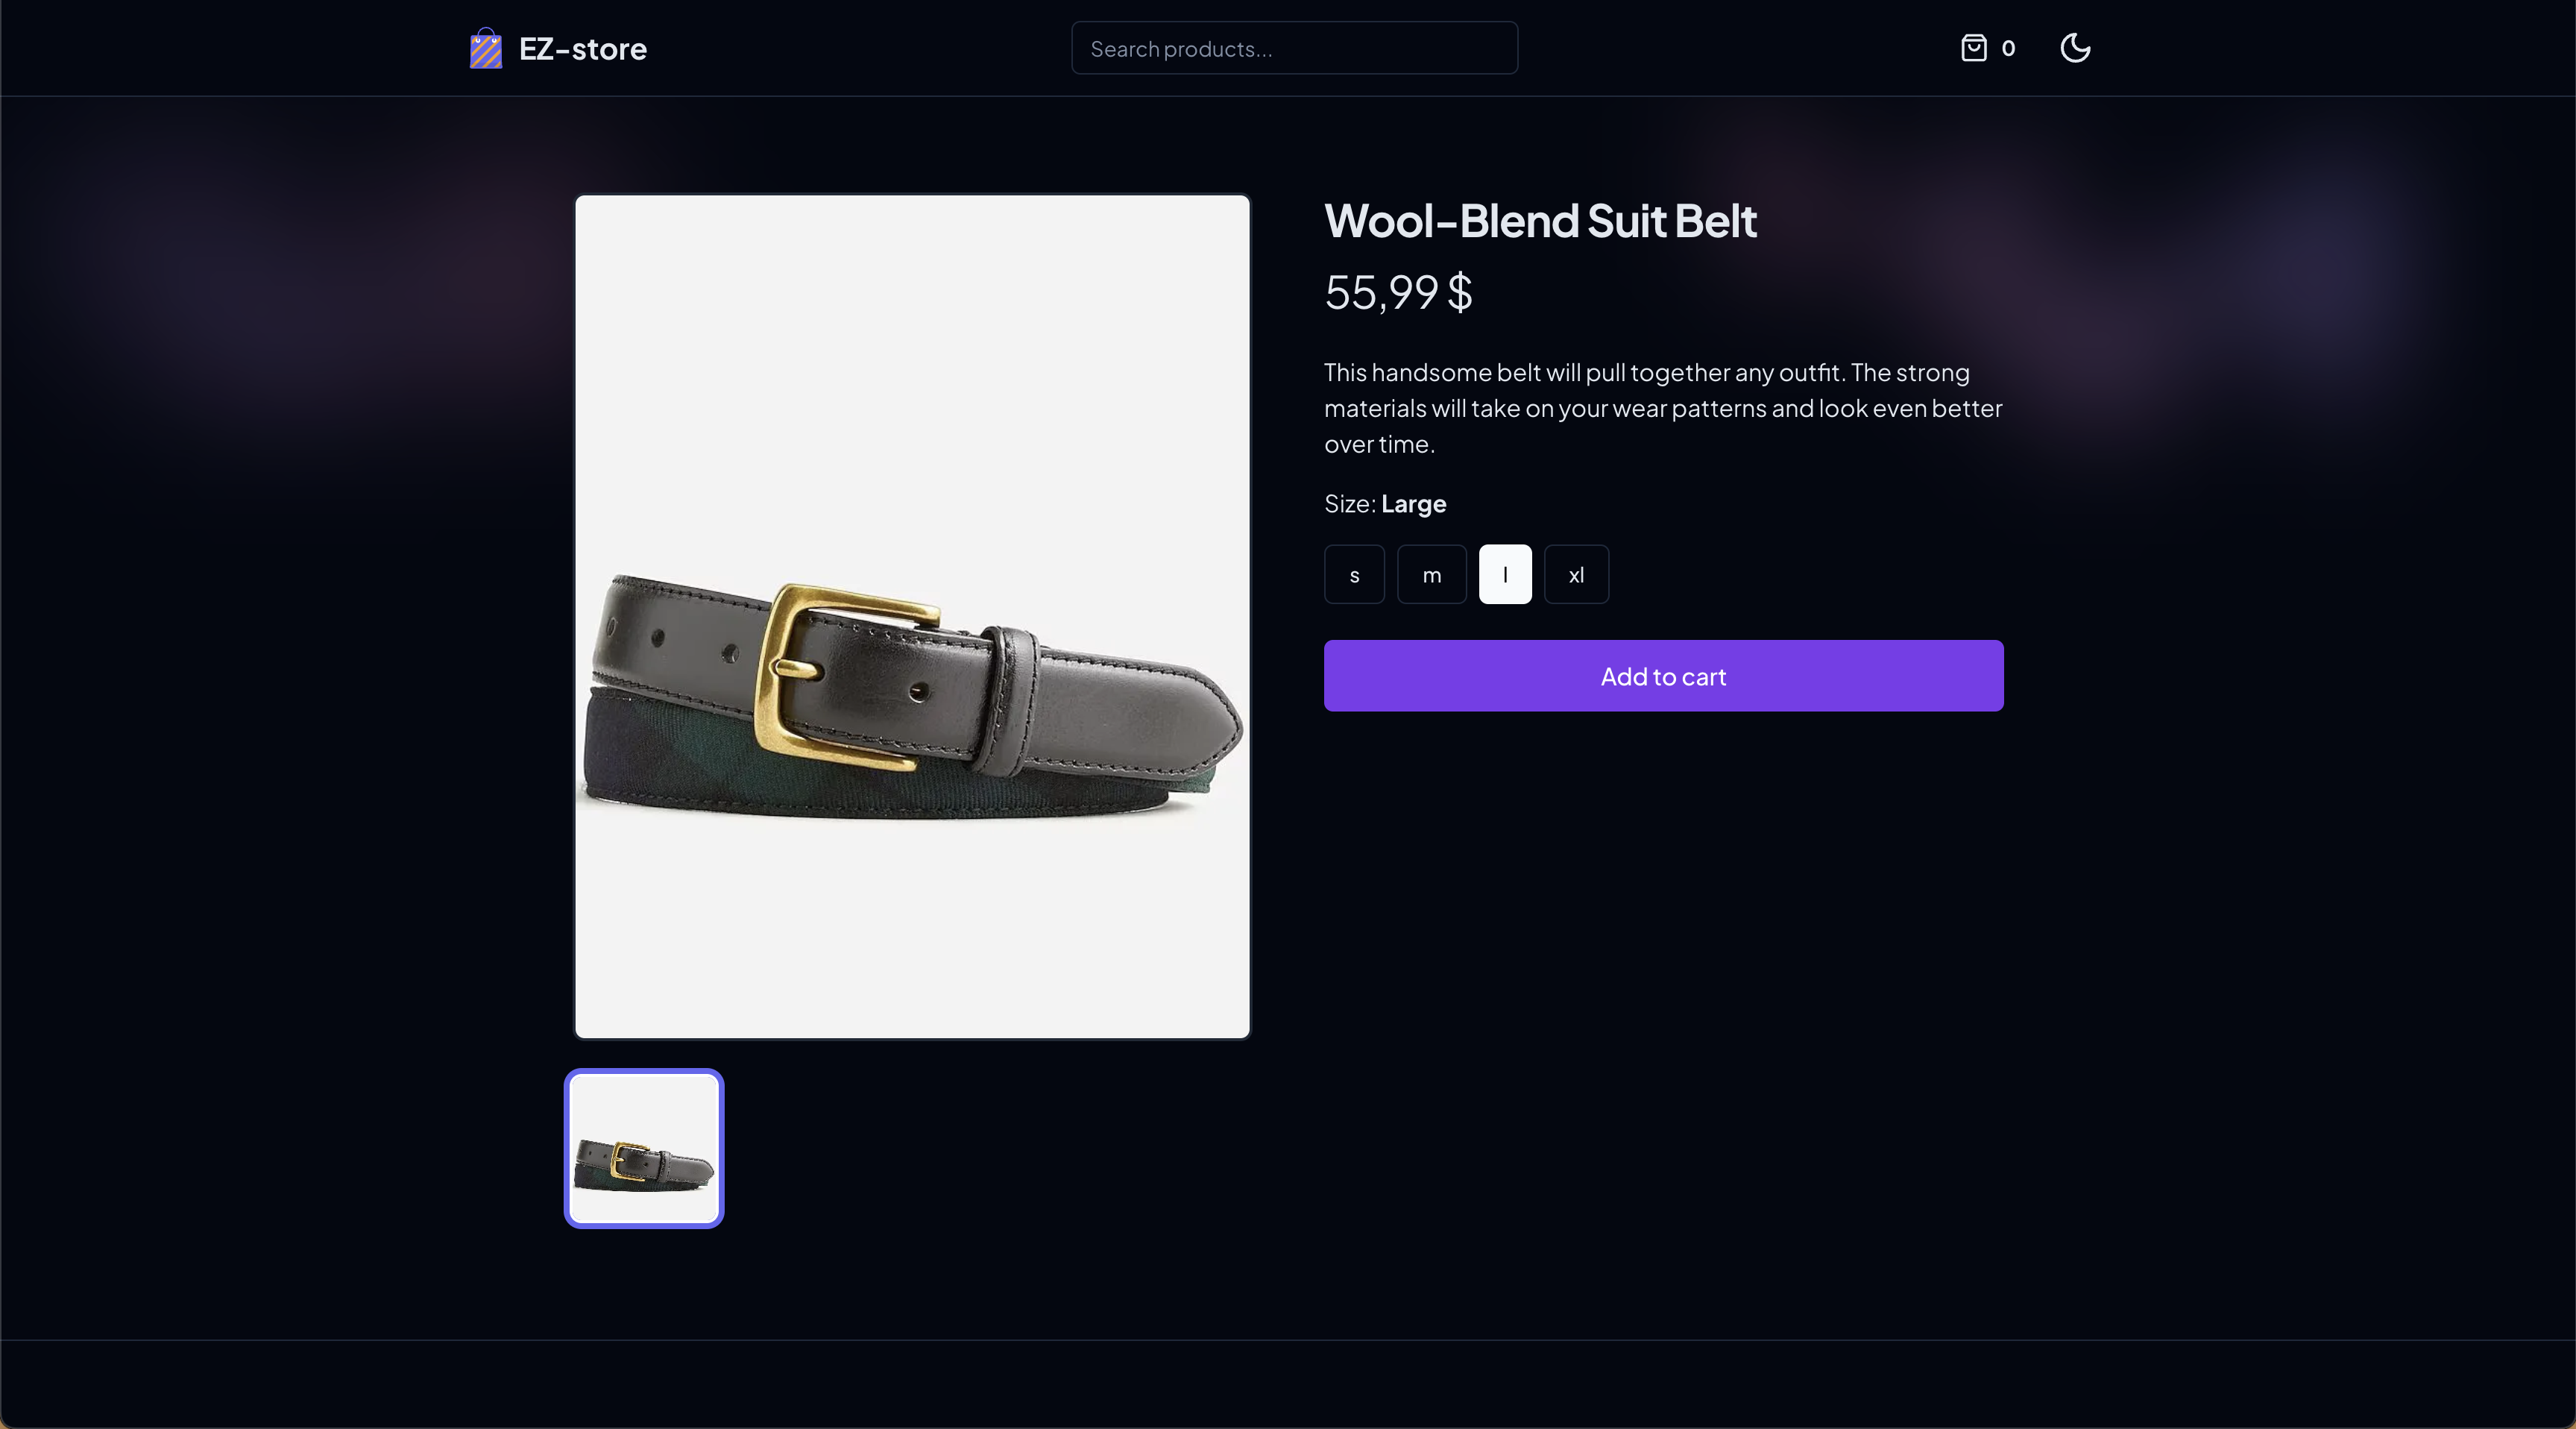 EZ-store
Search products...
0
Wool-Blend Suit Belt
55,99 $
This handsome belt will pull together any outfit. The strong
materials will take on your wear patterns and look even better
over time.
Size: Large
s
m
l
xl
Add to cart